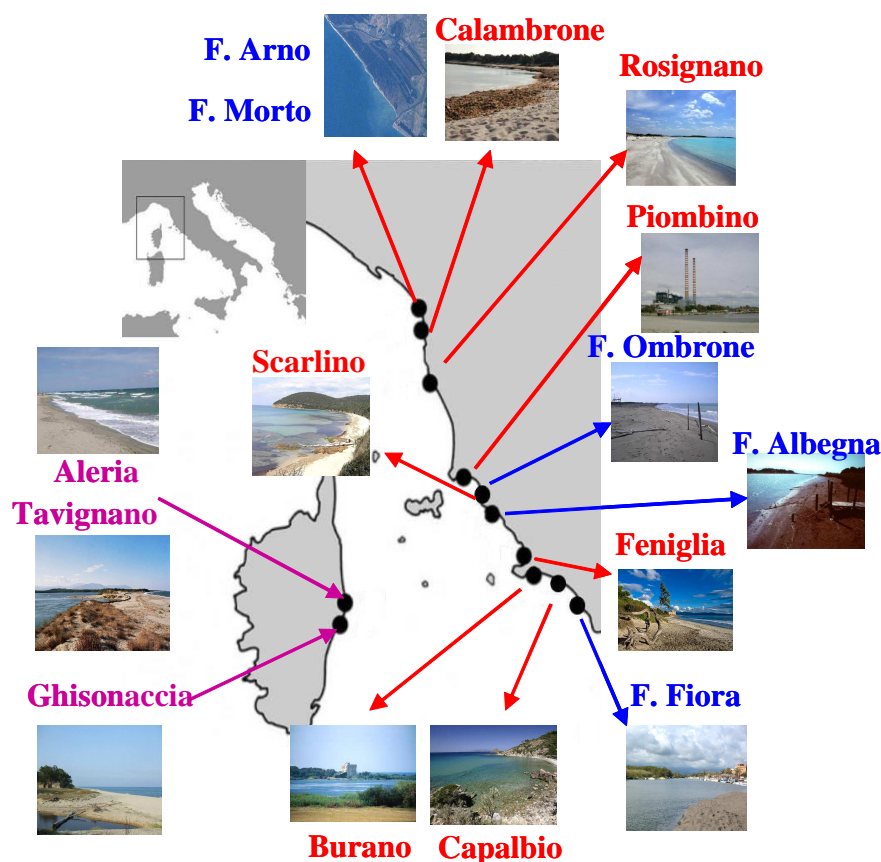 F. Arno
F. Morto
Calambrone
Rosignano
Piombino
F. Ombrone
Scarlino
F. Albegna
Aleria
Tavignano
Feniglia
Ghisonaccia
F. Fiora
Burano
Capalbio